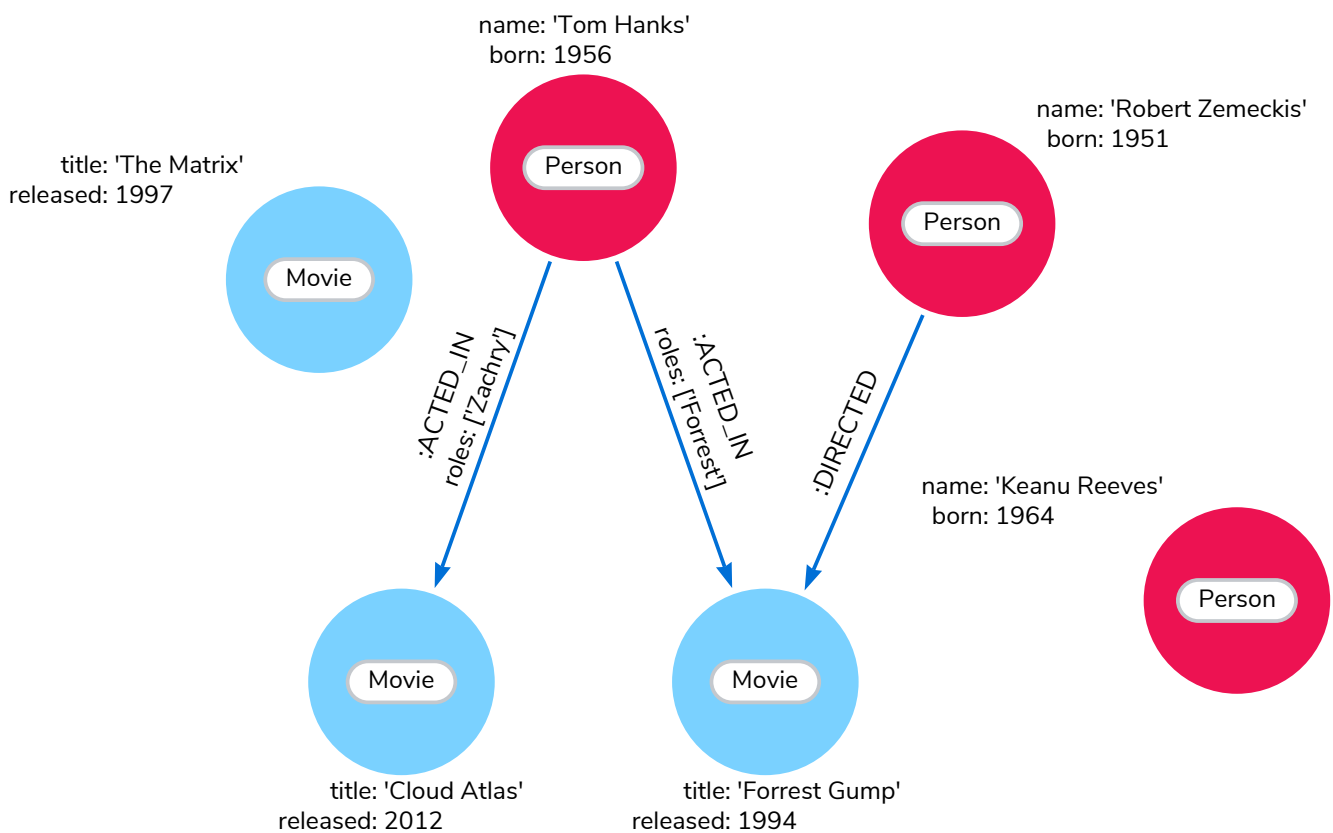 name: 'Tom Hanks'
born: 1956
Person
name: 'Robert Zemeckis'
born: 1951
Person
title: 'The Matrix'
released: 1997
Movie
:ACTED_IN
roles: ['Zachry']
:ACTED_IN
roles: ['Forrest']
:DIRECTED
name: 'Keanu Reeves'
born: 1964
Person
Movie
title: 'Cloud Atlas'
released: 2012
Movie
title: 'Forrest Gump'
released: 1994